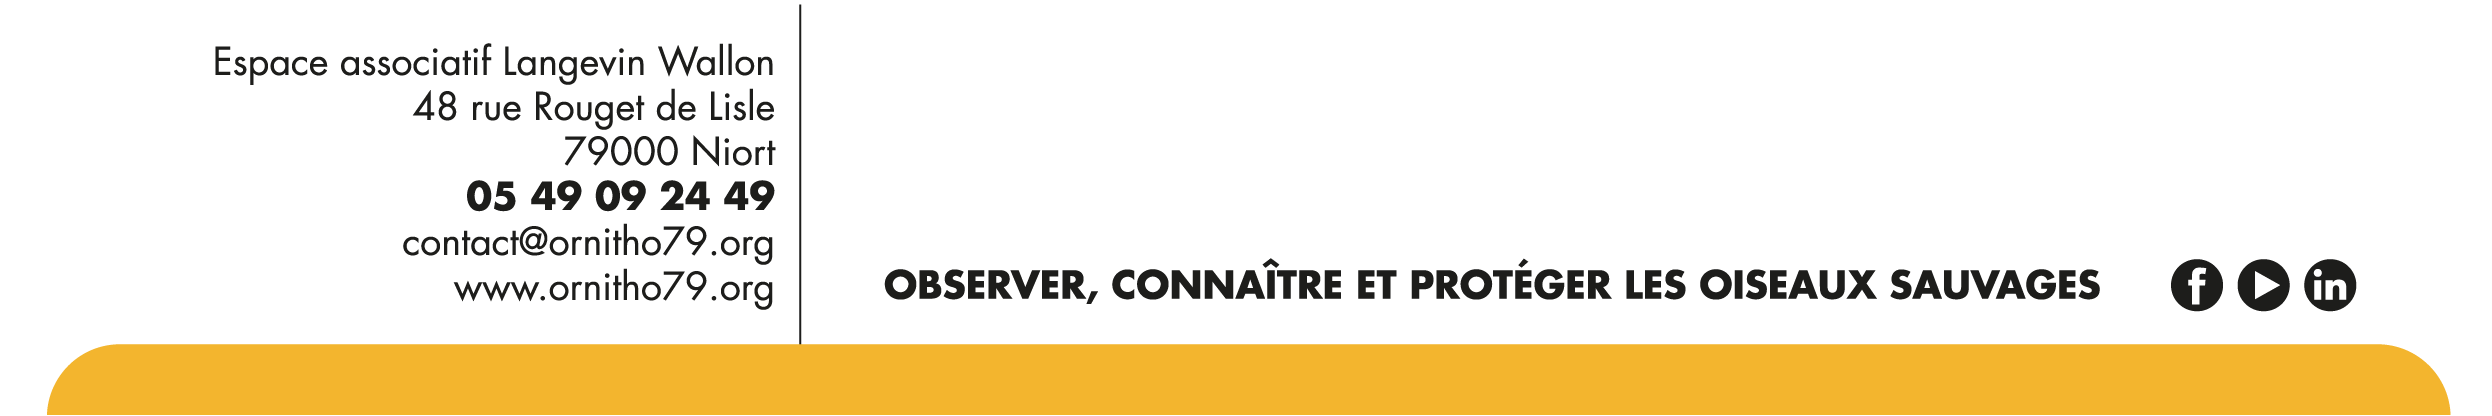 Espace associatif Langevin Wallon
48 rue Rouget de Lisle
79000 Niort
05 49 09 24 49
contact@ornitho79.org
www.ornitho79.org
OBSERVER, CONNAÎTRE ET PROTÉGER LES OISEAUX SAUVAGES